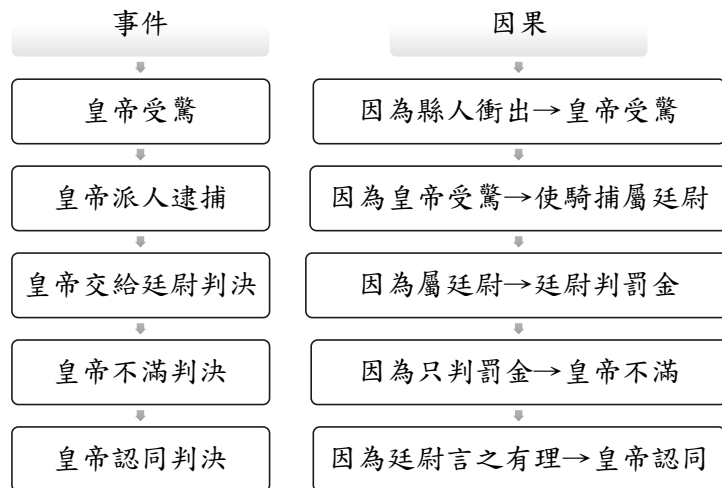 事件
皇帝受驚
皇帝派人逮捕
皇帝交給廷尉判決
皇帝不滿判決
皇帝認同判決
因果
因為縣人衝出→皇帝受驚
因為皇帝受驚→使騎捕屬廷尉
因為屬廷尉→廷尉判罰金
因為只判罰金→皇帝不滿
因為廷尉言之有理→皇帝認同